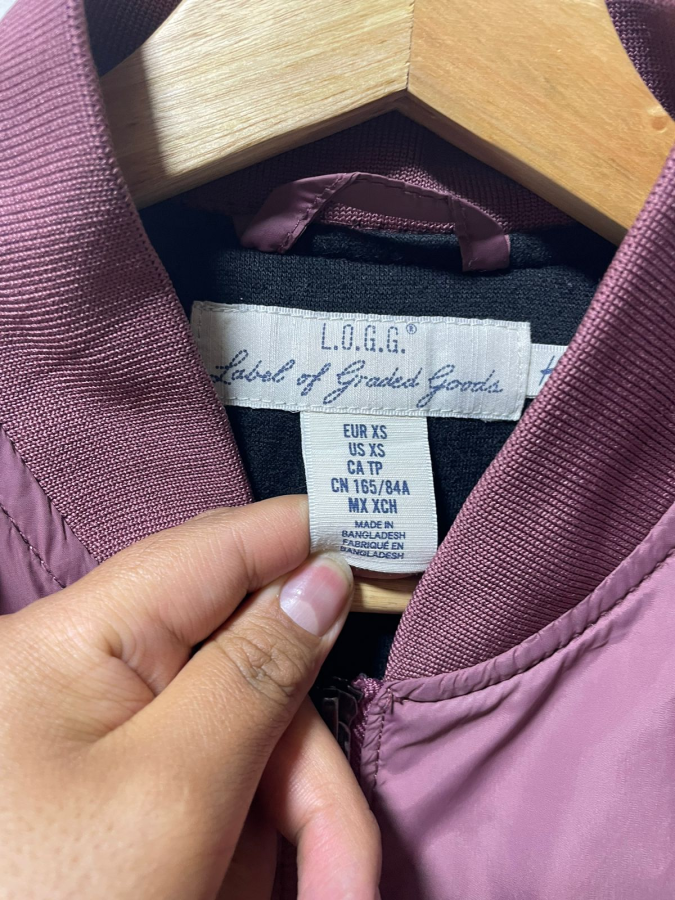 L.O.G.G.®
Label of Graded Goods
H
EUR XS
US XS
CA TP
CN 165/84A
MX XCH
MADE IN
BANGLADESH
FABRIQUÉ EN
BANGLADESH